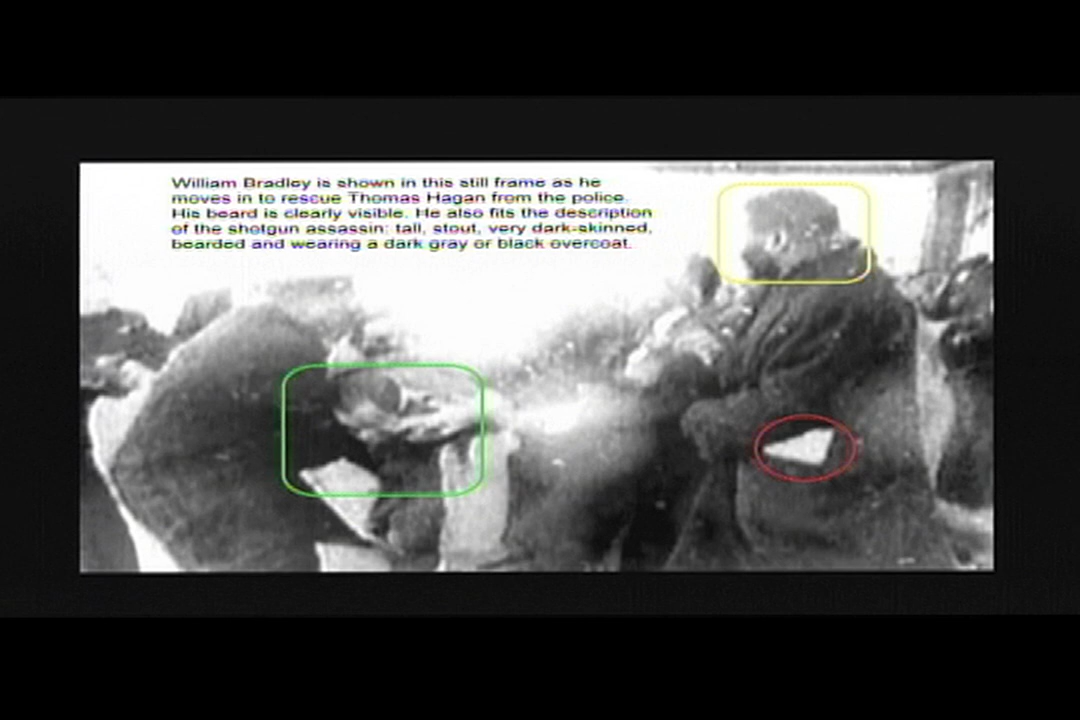 William Bradley is shown in this still frame as he
moves in to rescue Thomas Hagan from the police.
His beard is clearly visible. He also fits the description
of the shotgun assassin: tall, stout, very dark-skinned,
bearded and wearing a dark gray or black overcoat.